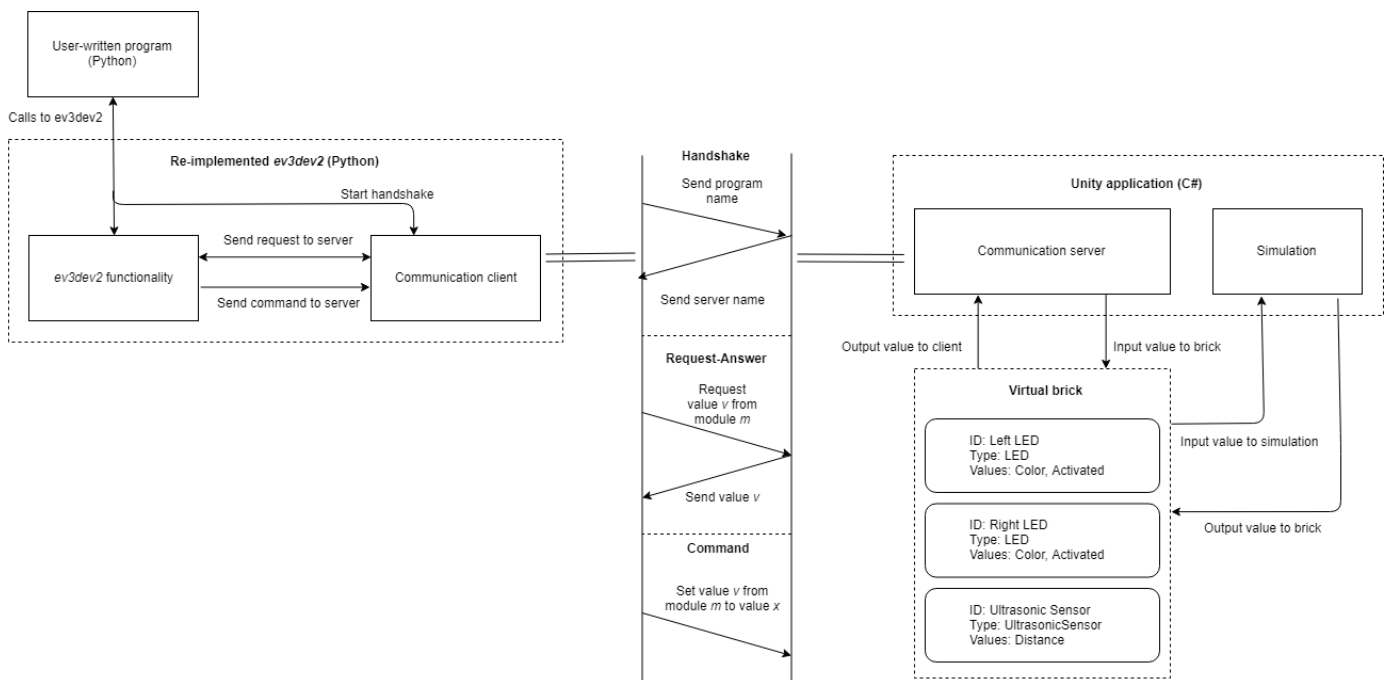 User-written program
(Python)
Calls to ev3dev2
Re-implemented ev3dev2 (Python)
Start handshake
Send request to server
ev3dev2 functionality
Communication client
Send command to server
Handshake
Send program
name
Send server name
Request-Answer
Request
value v from
module m
Send value v
Command
Set value v from
module m to value x
Unity application (C#)
Communication server
Simulation
Output value to client
Input value to brick
Virtual brick
ID: Left LED
Type: LED
Values: Color, Activated
Input value to simulation
ID: Right LED
Type: LED
Values: Color, Activated
Output value to brick
ID: Ultrasonic Sensor
Type: UltrasonicSensor
Values: Distance